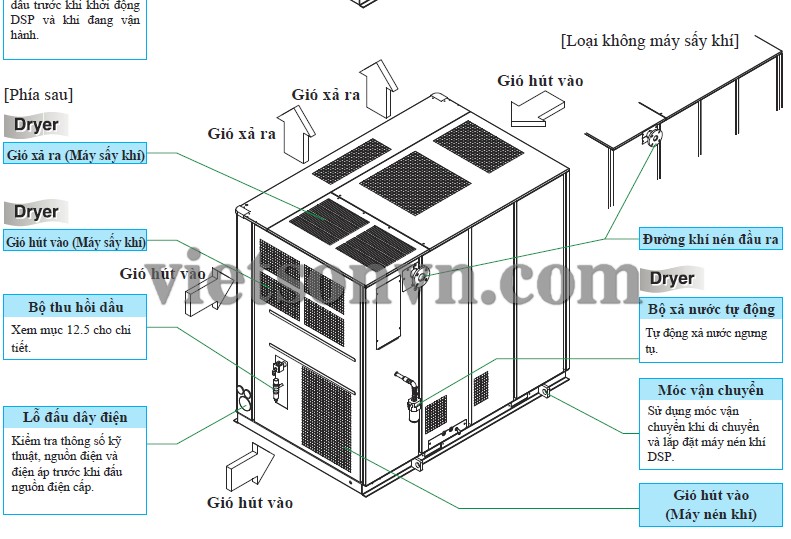 dầu trước khi khởi động
DSP và khi đang vận
hành.
[Loại không máy sấy khí]
Gió hút vào
[Phía sau]
Gió xả ra
Gió xả ra
Dryer
Gió xả ra (Máy sấy khí)
Dryer
Gió hút vào (Máy sấy khí)
Đường khí nén đầu ra
Gió hút vào
vietsonvn.com
Dryer
Bộ thu hồi dầu
Xem mục 12.5 cho chi
tiết.
Bộ xả nước tự động
Tự động xả nước ngưng
tụ.
Lỗ đấu dây điện
Kiểm tra thông số kỹ
thuật, nguồn điện và
điện áp trước khi đấu
nguồn điện cấp.
Móc vận chuyển
Sử dụng móc vận
chuyển khi di chuyển
và lắp đặt máy nén khí
DSP.
Gió hút vào
Gió hút vào
(Máy nén khí)